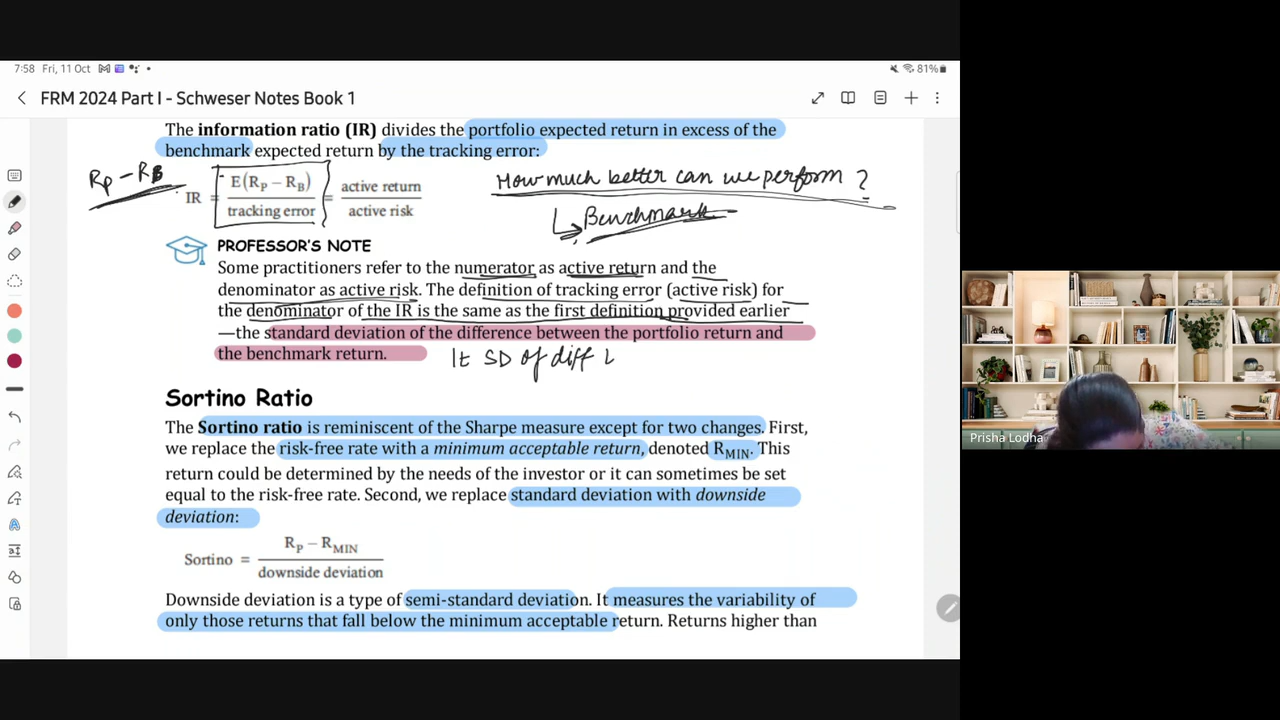 7:58 Fri, 11 Oct 81%
FRM 2024 Part I - Schweser Notes Book 1
The information ratio (IR) divides the portfolio expected return in excess of the
benchmark expected return by the tracking error:
RP – RB
IR = E(RP – RB) / tracking error = active return / active risk
How much better can we perform ?
↳ Benchmark
PROFESSOR'S NOTE
Some practitioners refer to the numerator as active return and the
denominator as active risk. The definition of tracking error (active risk) for
the denominator of the IR is the same as the first definition provided earlier
—the standard deviation of the difference between the portfolio return and
the benchmark return.
It SD of diff
Sortino Ratio
The Sortino ratio is reminiscent of the Sharpe measure except for two changes. First,
we replace the risk-free rate with a minimum acceptable return, denoted RMIN. This
return could be determined by the needs of the investor or it can sometimes be set
equal to the risk-free rate. Second, we replace standard deviation with downside
deviation:
Sortino = RP – RMIN / downside deviation
Downside deviation is a type of semi-standard deviation. It measures the variability of
only those returns that fall below the minimum acceptable return. Returns higher than
Prisha Lodha